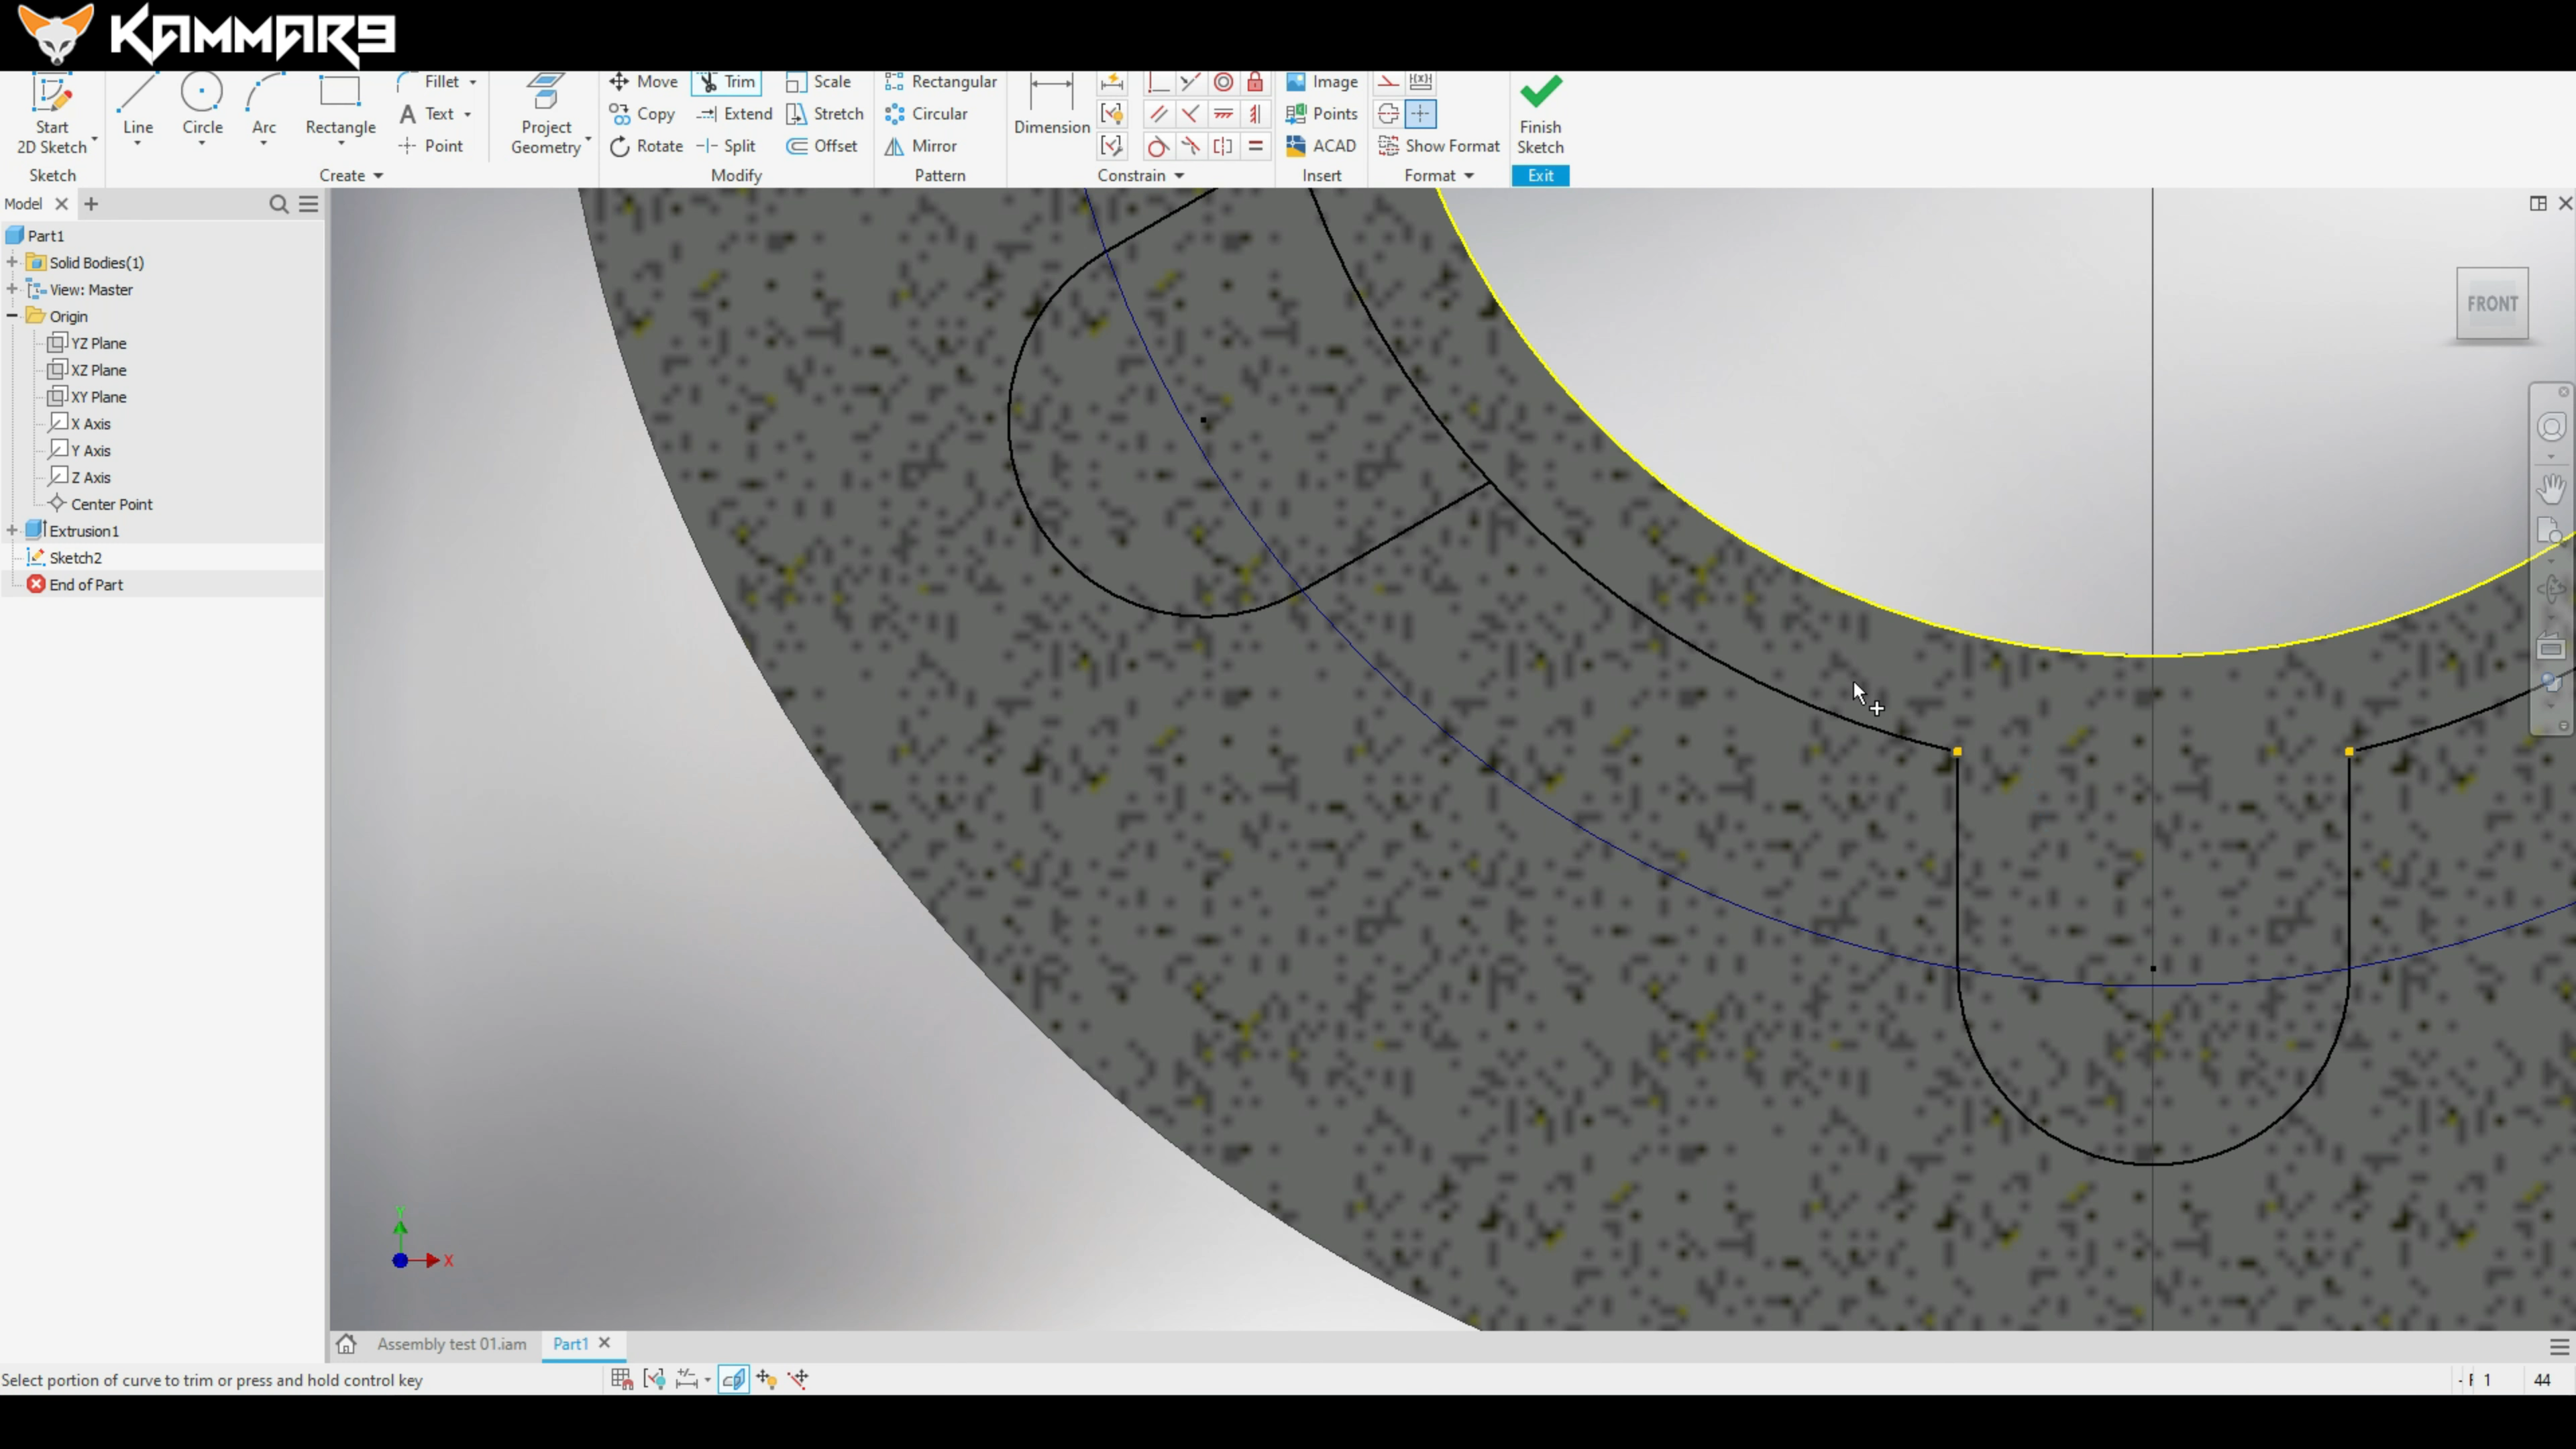 KAMMAR9
Fillet Move Trim Scale Rectangular Image
Start Line Circle Arc Rectangle Text Project Copy Extend Stretch Circular Dimension Points Finish
2D Sketch Point Geometry Rotate Split Offset Mirror ACAD Show Format Sketch
Sketch Create Modify Pattern Constrain Insert Format Exit
Model
Part1
Solid Bodies(1)
View: Master
Origin
YZ Plane
XZ Plane
XY Plane
X Axis
Y Axis
Z Axis
Center Point
Extrusion1
Sketch2
End of Part
FRONT
Y
X
Assembly test 01.iam Part1
Select portion of curve to trim or press and hold control key
1 44